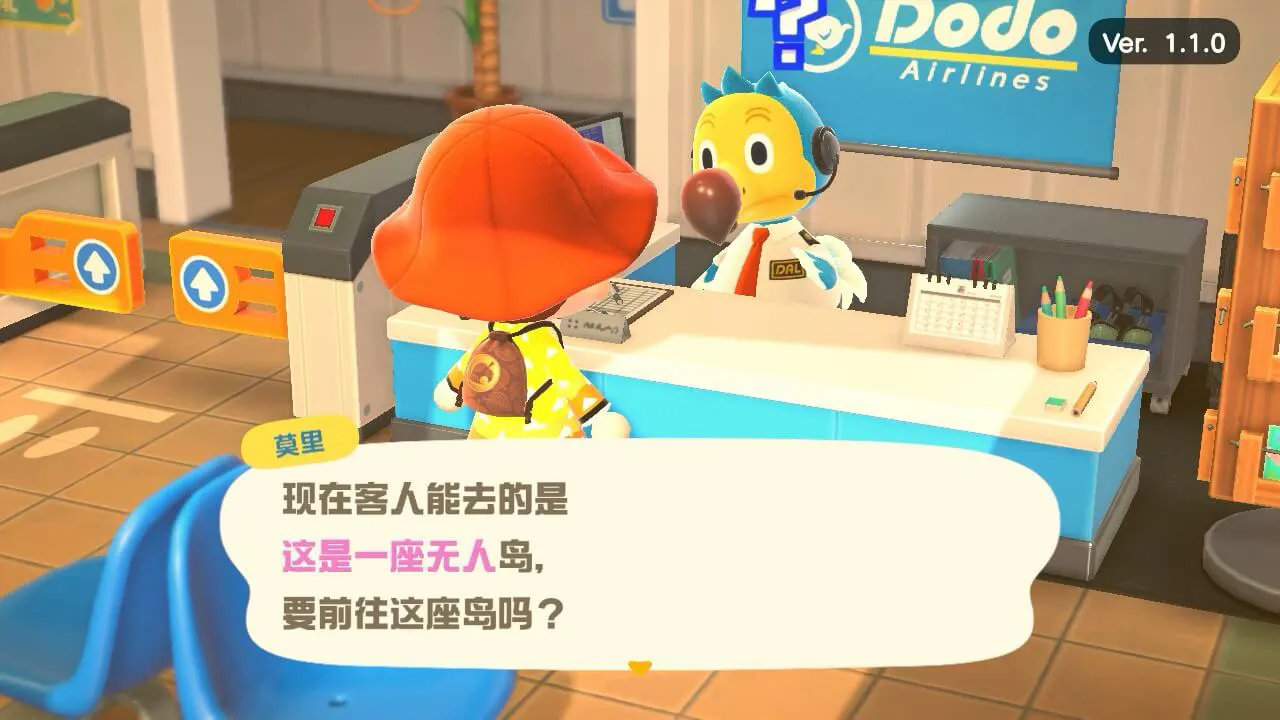 Dodo
Airlines
Ver. 1.1.0
DAL
莫里
现在客人能去的是
这是一座无人岛,
要前往这座岛吗？